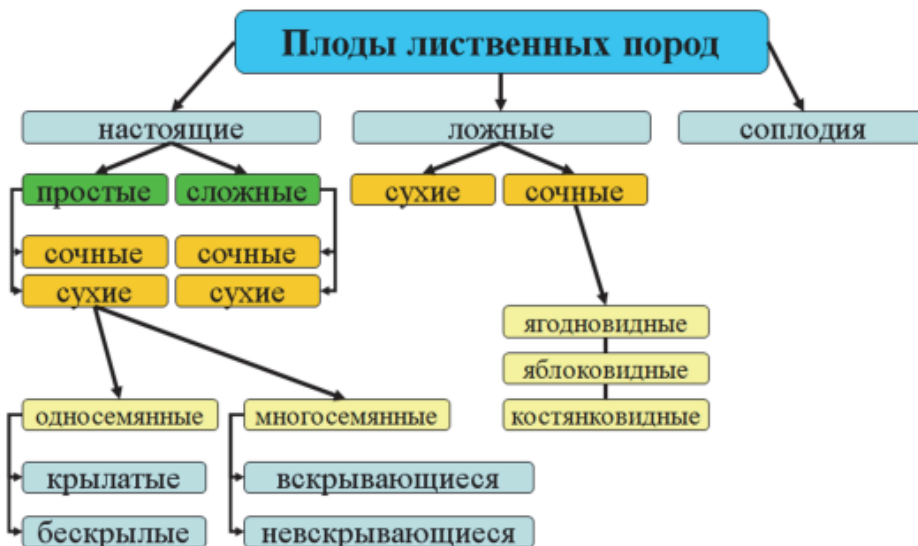 Плоды лиственных пород
настоящие
ложные
соплодия
простые
сложные
сухие
сочные
сочные
сочные
сухие
сухие
ягодновидные
яблоковидные
костянковидные
односемянные
многосемянные
крылатые
вскрывающиеся
бескрылые
невскрывающиеся